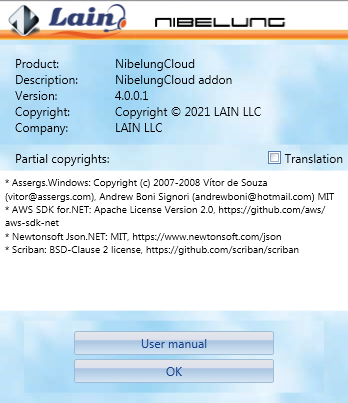 Lain NIBELUNG
Product: NibelungCloud
Description: NibelungCloud addon
Version: 4.0.0.1
Copyright: Copyright © 2021 LAIN LLC
Company: LAIN LLC
Partial copyrights: Translation
* Assergs.Windows: Copyright (c) 2007-2008 Vítor de Souza
(vitor@assergs.com), Andrew Boni Signori (andrewboni@hotmail.com) MIT
* AWS SDK for.NET: Apache License Version 2.0, https://github.com/aws/
aws-sdk-net
* Newtonsoft Json.NET: MIT, https://www.newtonsoft.com/json
* Scriban: BSD-Clause 2 license, https://github.com/scriban/scriban
User manual
OK